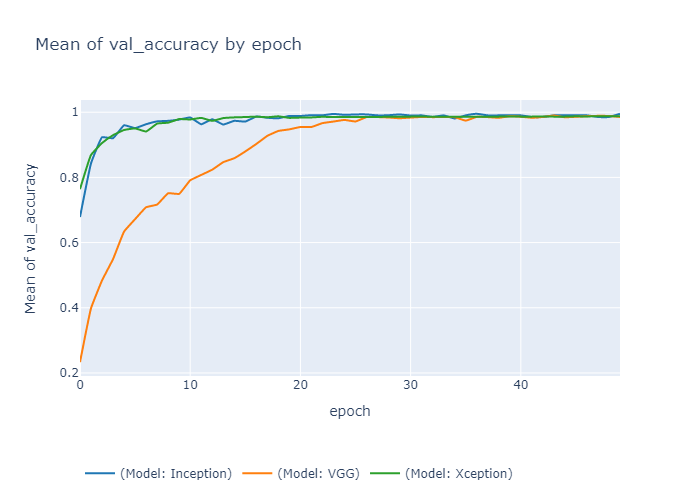 Mean of val_accuracy by epoch
Mean of val_accuracy
1
0.8
0.6
0.4
0.2
0 10 20 30 40
epoch
(Model: Inception) (Model: VGG) (Model: Xception)